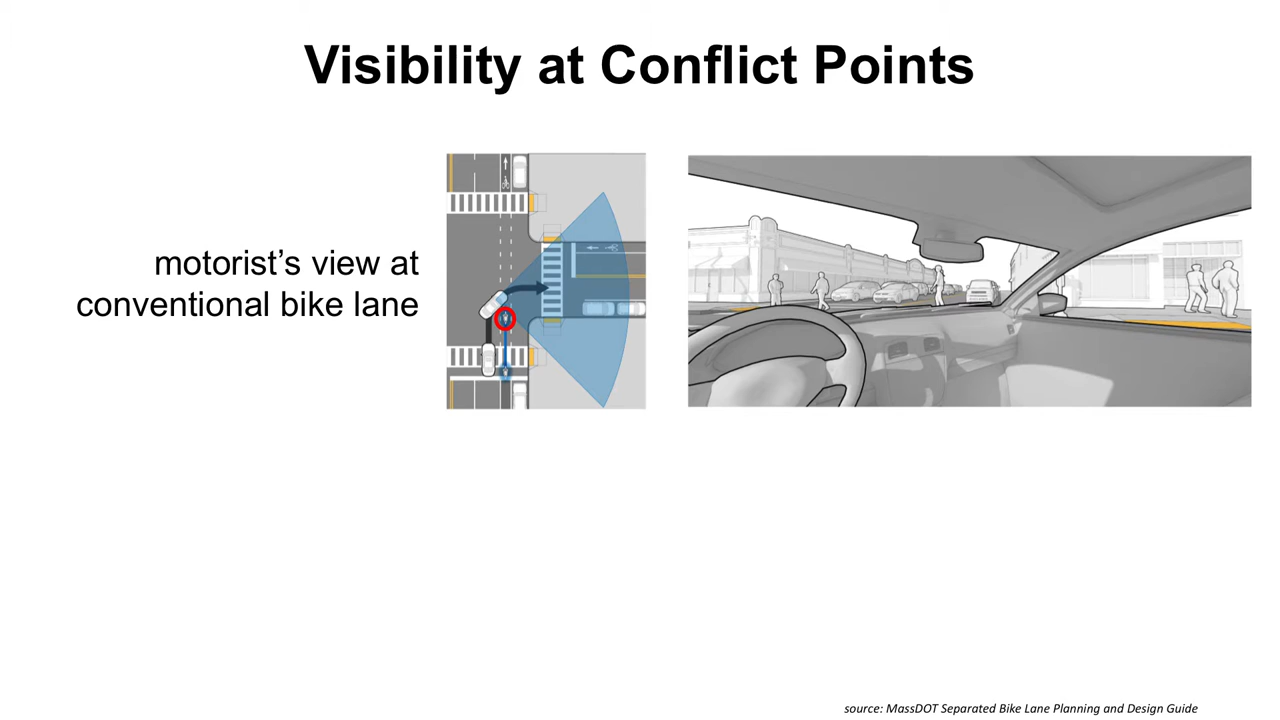 Visibility at Conflict Points
motorist’s view at
conventional bike lane
source: MassDOT Separated Bike Lane Planning and Design Guide